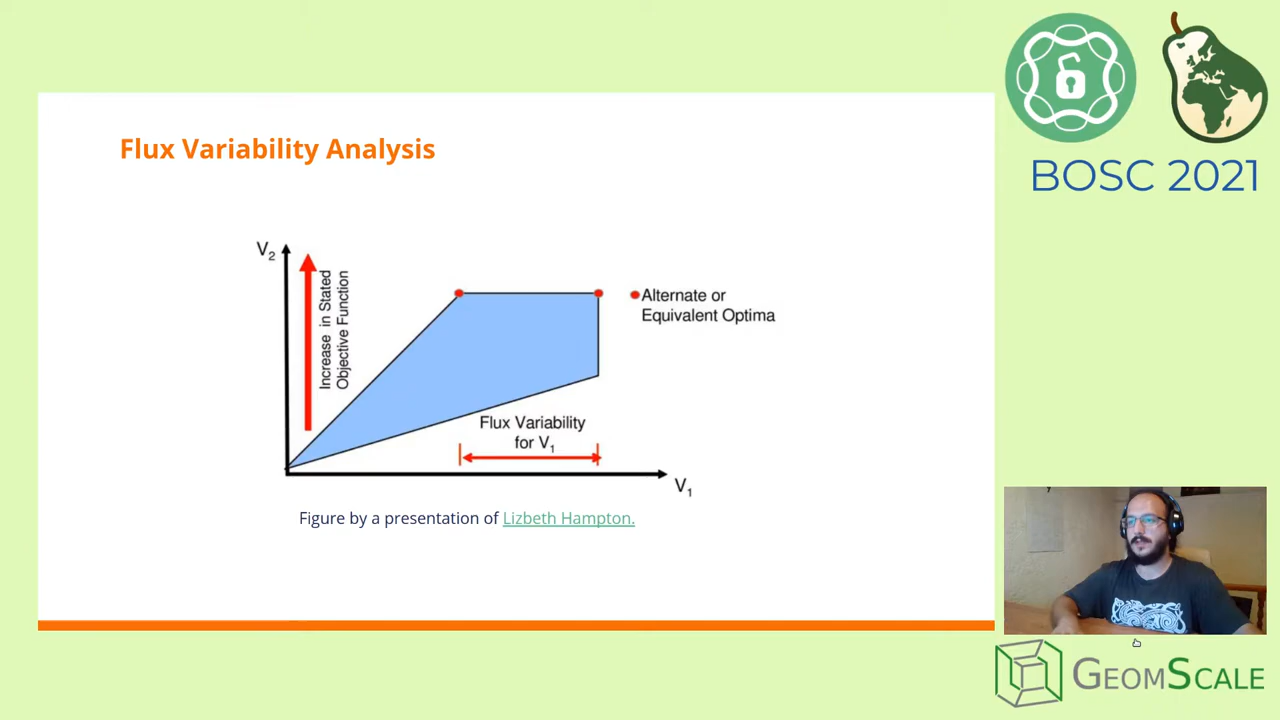 BOSC 2021
Flux Variability Analysis
V2
Increase in Stated
Objective Function
Alternate or
Equivalent Optima
Flux Variability
for V1
V1
Figure by a presentation of Lizbeth Hampton.
GEOMSCALE